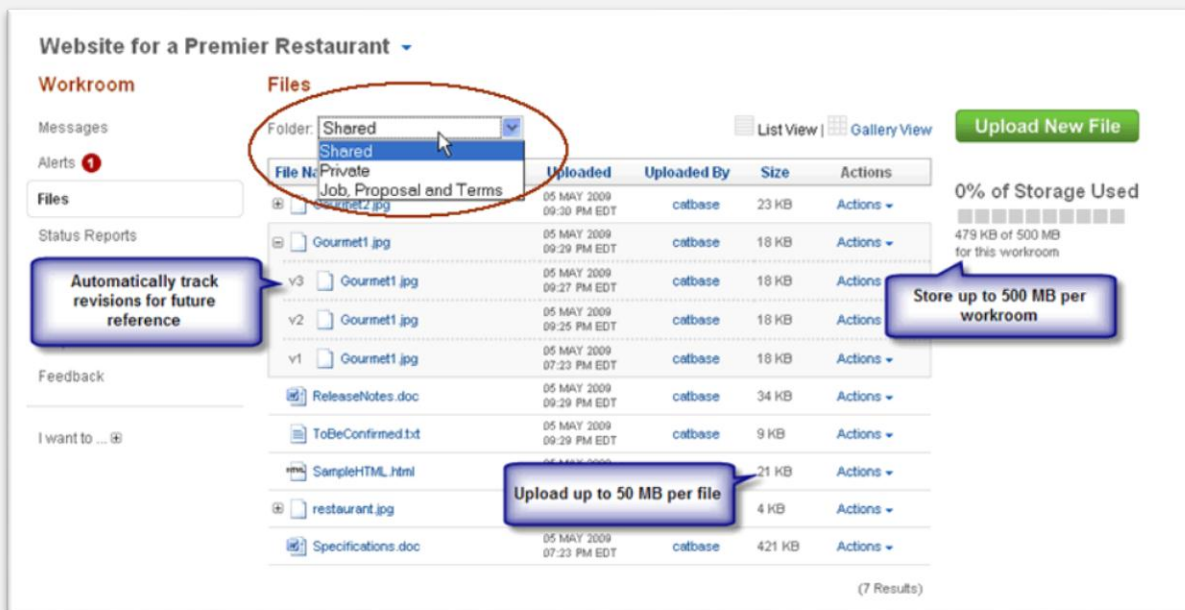 Website for a Premier Restaurant
Workroom
Messages
Alerts 1
Files
Status Reports
Automatically track
revisions for future
reference
Feedback
I want to ...
Files
Folder: Shared
Shared
Private
Job, Proposal and Terms
List View | Gallery View
File Na Uploaded Uploaded By Size Actions
Gourmet2.jpg 05 MAY 2009 09:30 PM EDT catbase 23 KB Actions
Gourmet1.jpg 05 MAY 2009 09:29 PM EDT catbase 18 KB Actions
v3 Gourmet1.jpg 05 MAY 2009 09:27 PM EDT catbase 18 KB Actions
v2 Gourmet1.jpg 05 MAY 2009 09:25 PM EDT catbase 18 KB Actions
v1 Gourmet1.jpg 05 MAY 2009 07:23 PM EDT catbase 18 KB Actions
ReleaseNotes.doc 05 MAY 2009 09:29 PM EDT catbase 34 KB Actions
ToBeConfirmed.txt 05 MAY 2009 09:29 PM EDT catbase 9 KB Actions
SampleHTML.html 05 MAY 2009 21 KB Actions
Upload up to 50 MB per file
restaurant.jpg 4 KB Actions
Specifications.doc 05 MAY 2009 07:23 PM EDT catbase 421 KB Actions
(7 Results)
Upload New File
0% of Storage Used
479 KB of 500 MB
for this workroom
Store up to 500 MB per
workroom